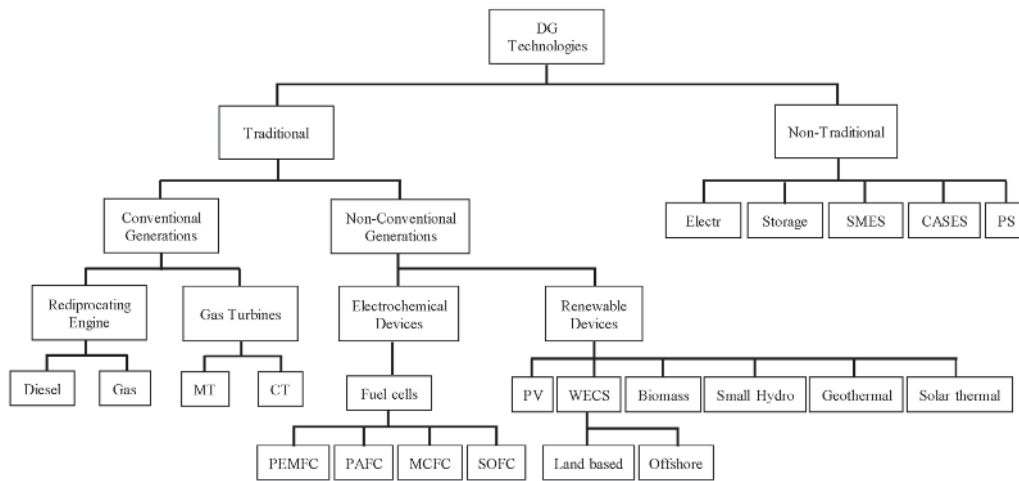 DG
Technologies
Traditional
Non-Traditional
Conventional
Generations
Non-Conventional
Generations
Electr
Storage
SMES
CASES
PS
Rediprocating
Engine
Gas Turbines
Electrochemical
Devices
Renewable
Devices
Diesel
Gas
MT
CT
Fuel cells
PV
WECS
Biomass
Small Hydro
Geothermal
Solar thermal
PEMFC
PAFC
MCFC
SOFC
Land based
Offshore